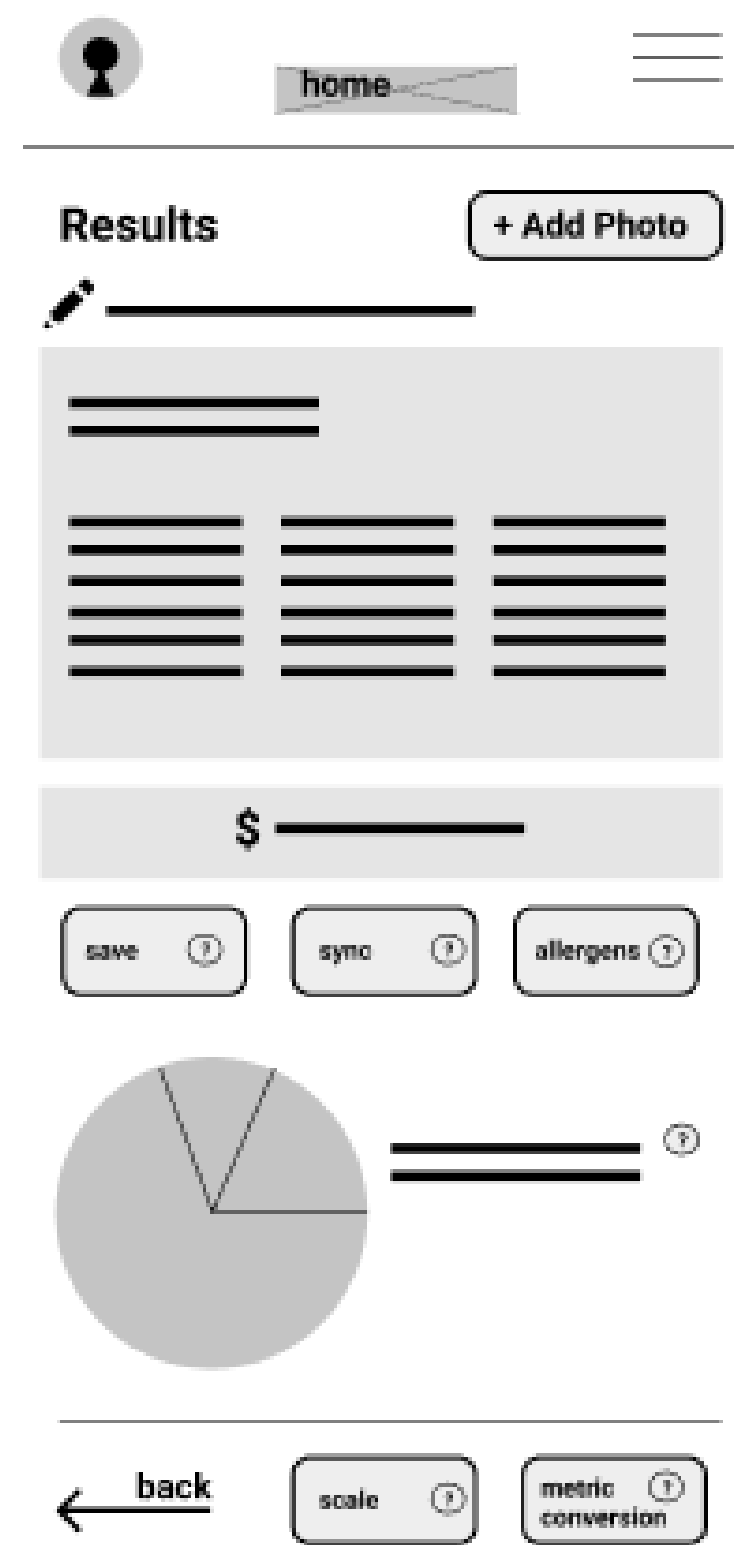 home
Results
+ Add Photo
$
save ?
sync ?
allergens ?
?
back
scale ?
metric ?
conversion